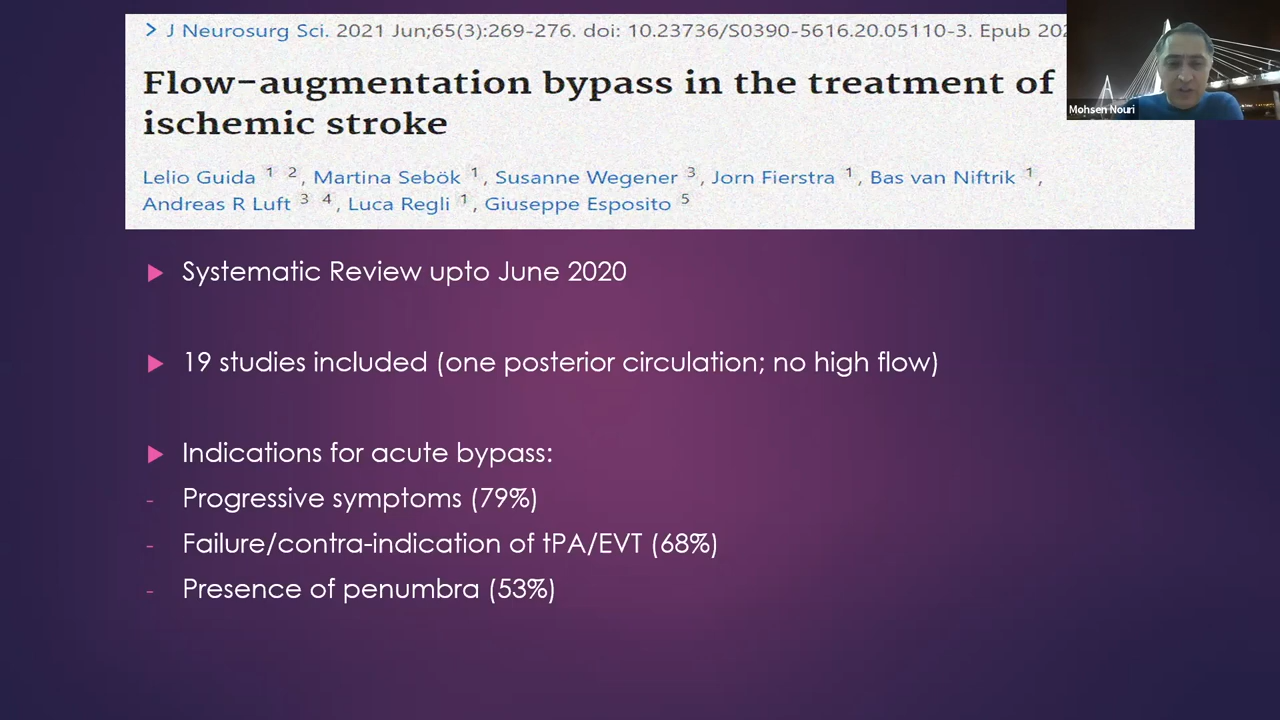 > J Neurosurg Sci. 2021 Jun;65(3):269-276. doi: 10.23736/S0390-5616.20.05110-3. Epub 202
Flow-augmentation bypass in the treatment of
ischemic stroke
Lelio Guida 1 2, Martina Sebök 1, Susanne Wegener 3, Jorn Fierstra 1, Bas van Niftrik 1,
Andreas R Luft 3 4, Luca Regli 1, Giuseppe Esposito 5
Mohsen Nouri
Systematic Review upto June 2020
19 studies included (one posterior circulation; no high flow)
Indications for acute bypass:
- Progressive symptoms (79%)
- Failure/contra-indication of tPA/EVT (68%)
- Presence of penumbra (53%)